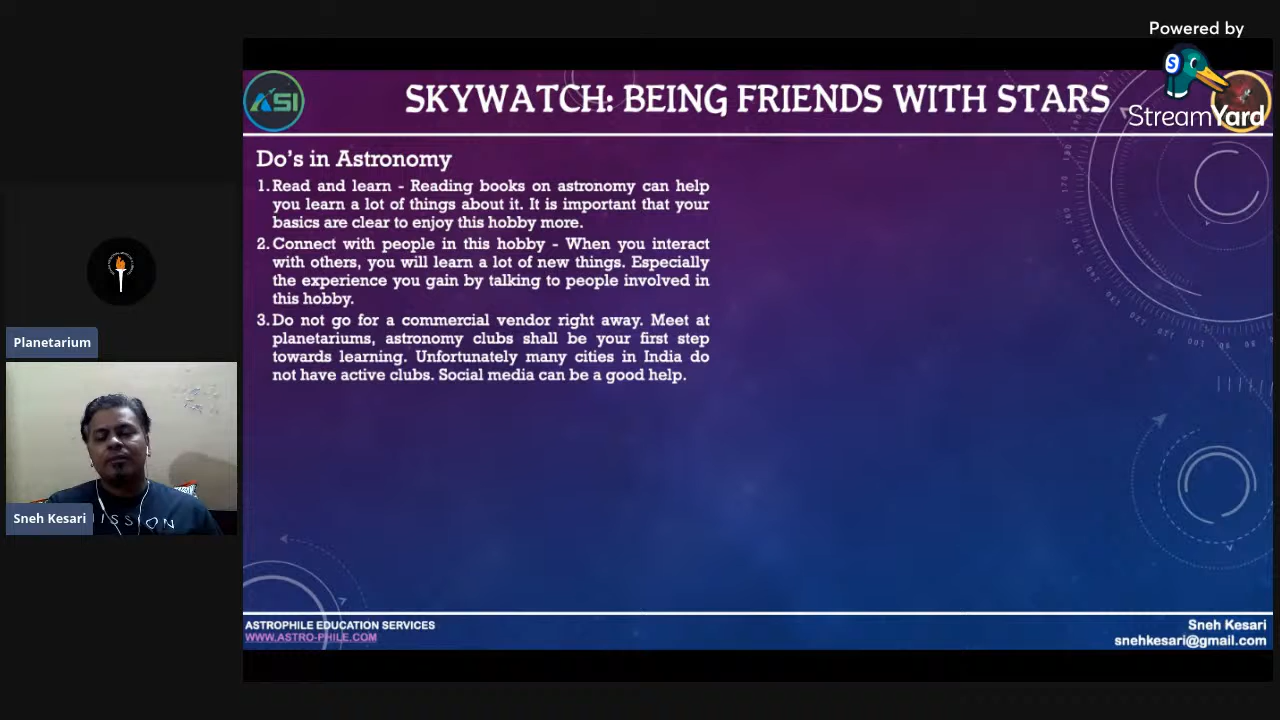 Powered by
StreamYard
ASI
SKYWATCH: BEING FRIENDS WITH STARS
Do's in Astronomy
1. Read and learn - Reading books on astronomy can help
you learn a lot of things about it. It is important that your
basics are clear to enjoy this hobby more.
2. Connect with people in this hobby - When you interact
with others, you will learn a lot of new things. Especially
the experience you gain by talking to people involved in
this hobby.
3. Do not go for a commercial vendor right away. Meet at
planetariums, astronomy clubs shall be your first step
towards learning. Unfortunately many cities in India do
not have active clubs. Social media can be a good help.
Planetarium
Sneh Kesari
ISSION
ASTROPHILE EDUCATION SERVICES
WWW.ASTRO-PHILE.COM
Sneh Kesari
snehkesari@gmail.com